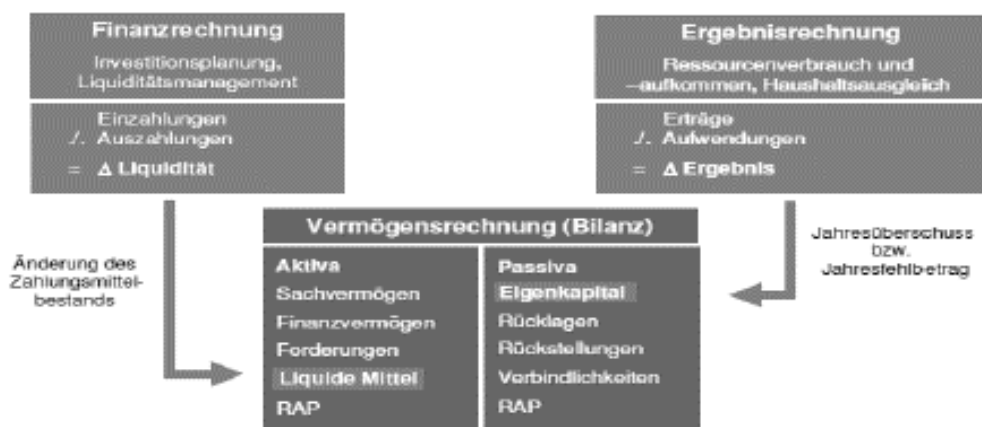 Finanzrechnung
Investitionsplanung,
Liquiditätsmanagement
Einzahlungen
./. Auszahlungen
= Δ Liquidität
Ergebnisrechnung
Ressourcenverbrauch und
–aufkommen, Haushaltsausgleich
Erträge
./. Aufwendungen
= Δ Ergebnis
Änderung des
Zahlungsmittel-
bestands
Vermögensrechnung (Bilanz)
Aktiva
Sachvermögen
Finanzvermögen
Forderungen
Liquide Mittel
RAP
Passiva
Eigenkapital
Rücklagen
Rückstellungen
Verbindlichkeiten
RAP
Jahresüberschuss
bzw.
Jahresfehlbetrag